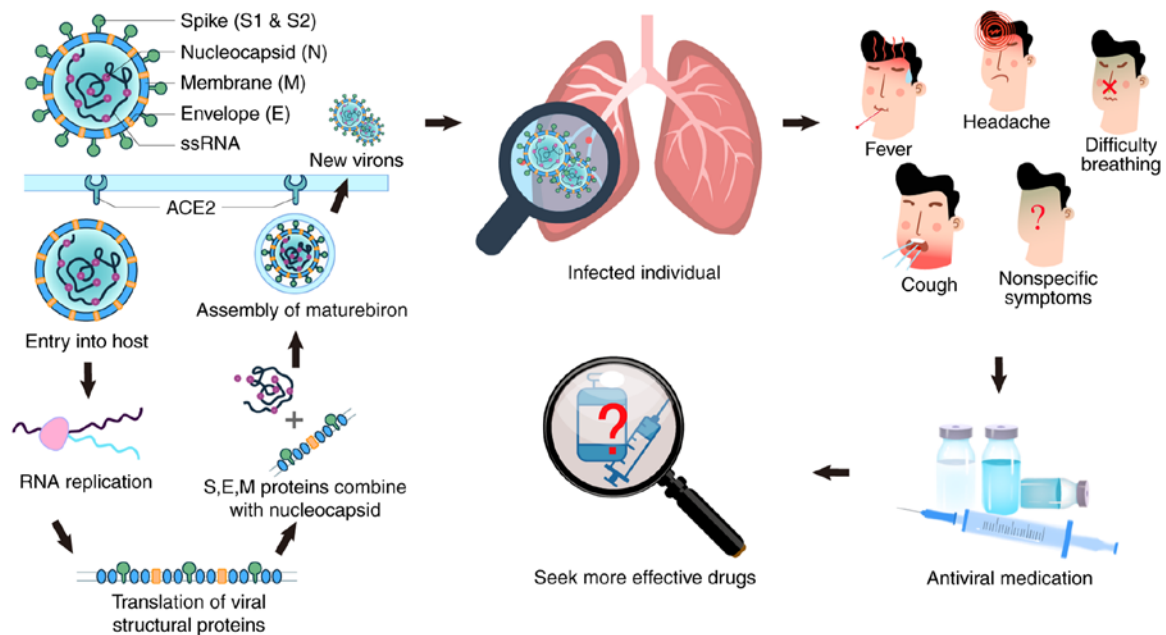 Spike (S1 & S2)
Nucleocapsid (N)
Membrane (M)
Envelope (E)
ssRNA
New virons
ACE2
Entry into host
RNA replication
Translation of viral
structural proteins
S,E,M proteins combine
with nucleocapsid
Assembly of maturebiron
Infected individual
Fever
Headache
Difficulty
breathing
Cough
?
Nonspecific
symptoms
Antiviral medication
?
Seek more effective drugs